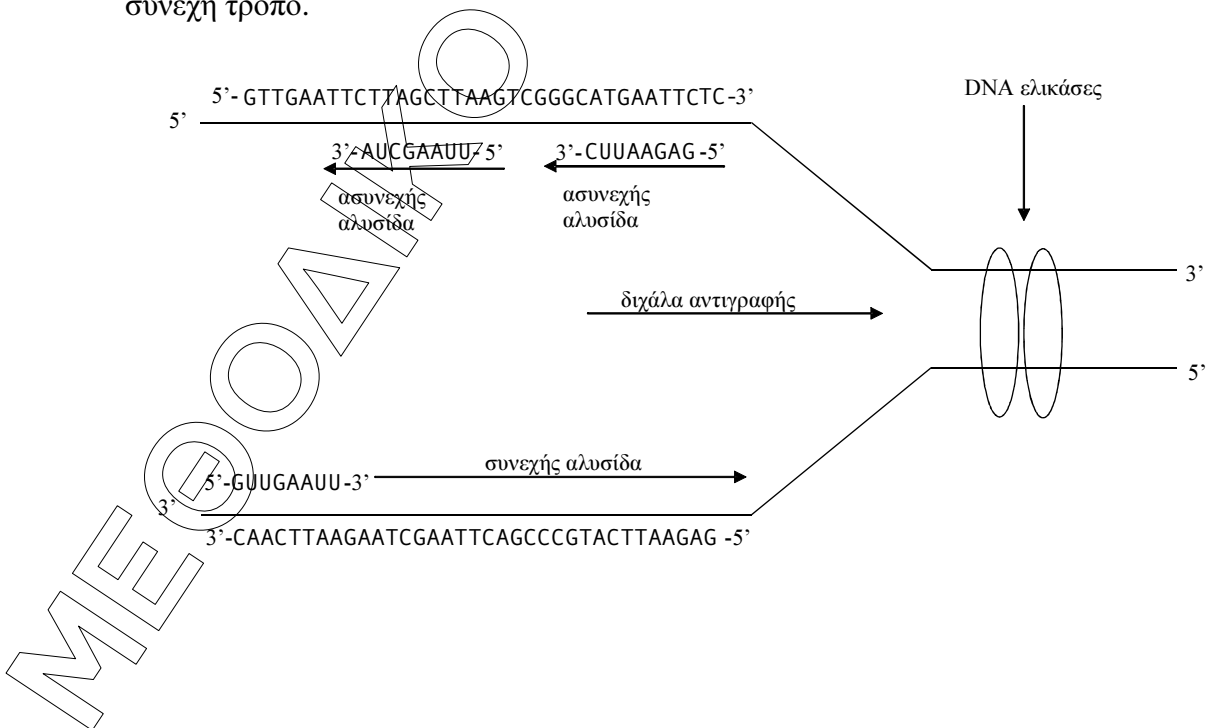 συνεχή τρόπο.
5’- GTTGAATTCTTAGCTTAAGTCGGGCATGAATTCTC-3’
DNA ελικάσες
5’
3’-AUCGAAUU-5’
3’-CUUAAGAG-5’
ασυνεχής
αλυσίδα
ασυνεχής
αλυσίδα
3’
διχάλα αντιγραφής
5’
συνεχής αλυσίδα
5’-GUUGAAUU-3’
3’
3’-CAACTTAAGAATCGAATTCAGCCCGTACTTAAGAG -5’
ΜΕΘΟΔΙΚΟ